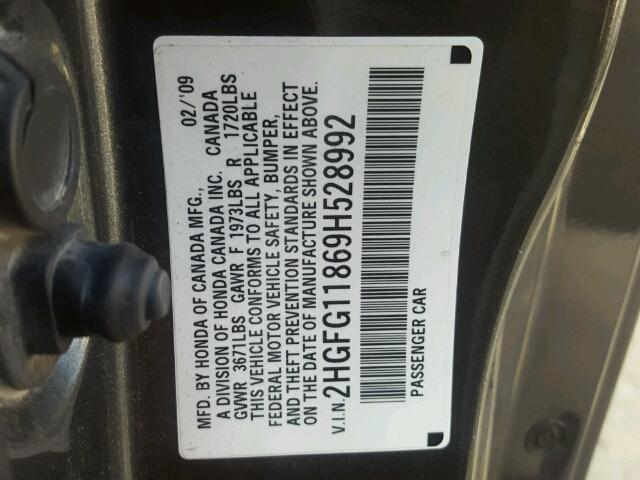 MFD. BY HONDA OF CANADA MFG., 02/'09
A DIVISION OF HONDA CANADA INC. CANADA
GVWR 3671LBS GAWR F 1973LBS R 1720LBS
THIS VEHICLE CONFORMS TO ALL APPLICABLE
FEDERAL MOTOR VEHICLE SAFETY, BUMPER,
AND THEFT PREVENTION STANDARDS IN EFFECT
ON THE DATE OF MANUFACTURE SHOWN ABOVE.
V.I.N. 2HGFG11869H528992
PASSENGER CAR